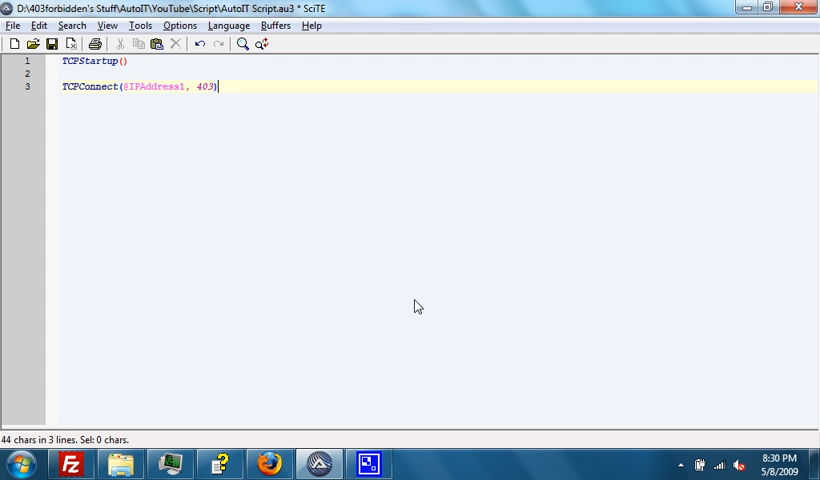 D:\403forbidden's Stuff\AutoIT\YouTube\Script\AutoIT Script.au3 * SciTE
File Edit Search View Tools Options Language Buffers Help
1 TCPStartup()
2
3 TCPConnect(@IPAddress1, 403)
44 chars in 3 lines. Sel: 0 chars.
8:30 PM
5/8/2009